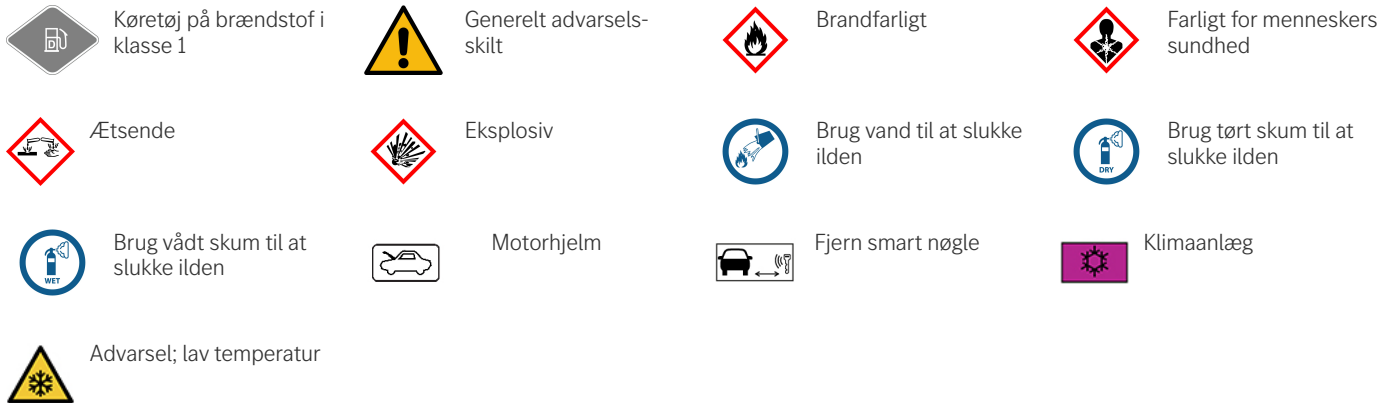 D
Køretøj på brændstof i
klasse 1
Generelt advarsels-
skilt
Brandfarligt
Farligt for menneskers
sundhed
Ætsende
Eksplosiv
Brug vand til at slukke
ilden
DRY
Brug tørt skum til at
slukke ilden
WET
Brug vådt skum til at
slukke ilden
Motorhjelm
Fjern smart nøgle
Klimaanlæg
Advarsel; lav temperatur